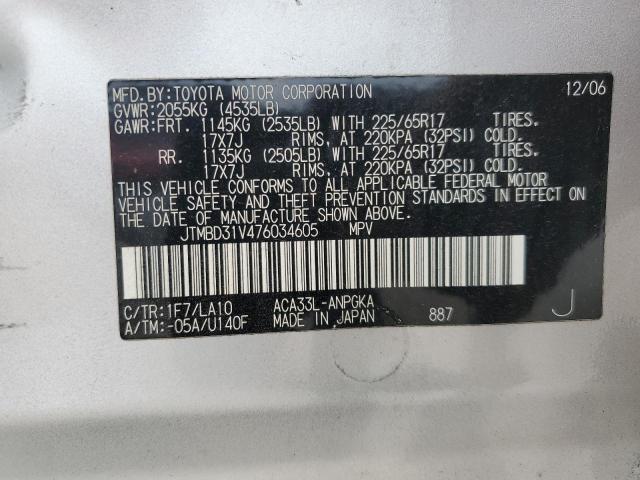 MFD.BY:TOYOTA MOTOR CORPORATION 12/06
GVWR:2055KG (4535LB)
GAWR:FRT. 1145KG (2535LB) WITH 225/65R17 TIRES.
17X7J RIMS, AT 220KPA (32PSI) COLD.
RR. 1135KG (2505LB) WITH 225/65R17 TIRES.
17X7J RIMS, AT 220KPA (32PSI) COLD.
THIS VEHICLE CONFORMS TO ALL APPLICABLE FEDERAL MOTOR
VEHICLE SAFETY AND THEFT PREVENTION STANDARDS IN EFFECT ON
THE DATE OF MANUFACTURE SHOWN ABOVE.
JTMBD31V476034605 MPV
C/TR:1F7/LA10 ACA33L-ANPGKA
A/TM:-05A/U140F MADE IN JAPAN 887 J